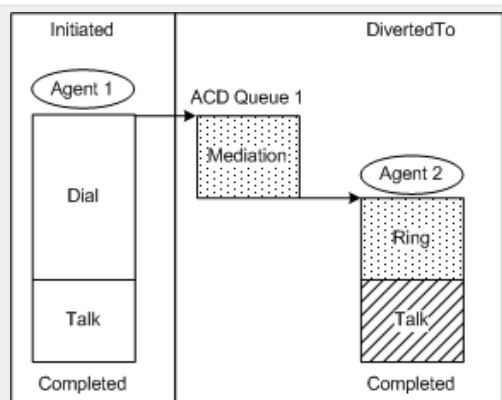 Initiated
DivertedTo
Agent 1
ACD Queue 1
Mediation
Agent 2
Dial
Ring
Talk
Talk
Completed
Completed